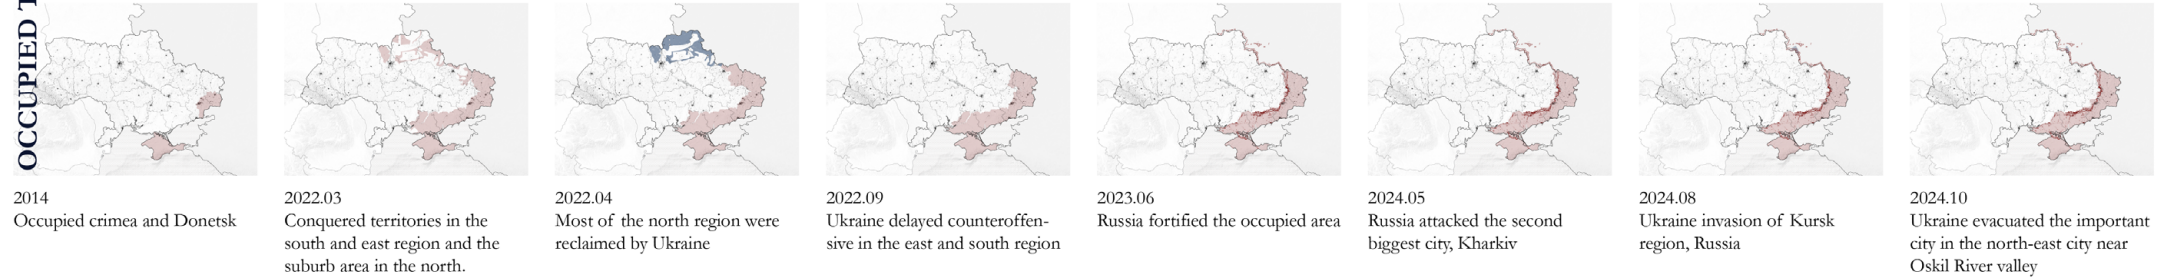 OCCUPIED
2014
Occupied crimea and Donetsk
2022.03
Conquered territories in the
south and east region and the
suburb area in the north.
2022.04
Most of the north region were
reclaimed by Ukraine
2022.09
Ukraine delayed counteroffen-
sive in the east and south region
2023.06
Russia fortified the occupied area
2024.05
Russia attacked the second
biggest city, Kharkiv
2024.08
Ukraine invasion of Kursk
region, Russia
2024.10
Ukraine evacuated the important
city in the north-east city near
Oskil River valley